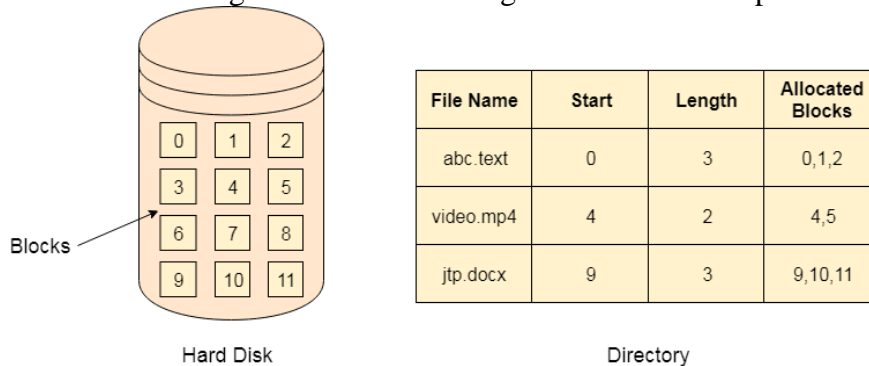 File Name Start Length Allocated Blocks
abc.text 0 3 0,1,2
video.mp4 4 2 4,5
jtp.docx 9 3 9,10,11
0 1 2
3 4 5
6 7 8
9 10 11
Blocks
Hard Disk
Directory